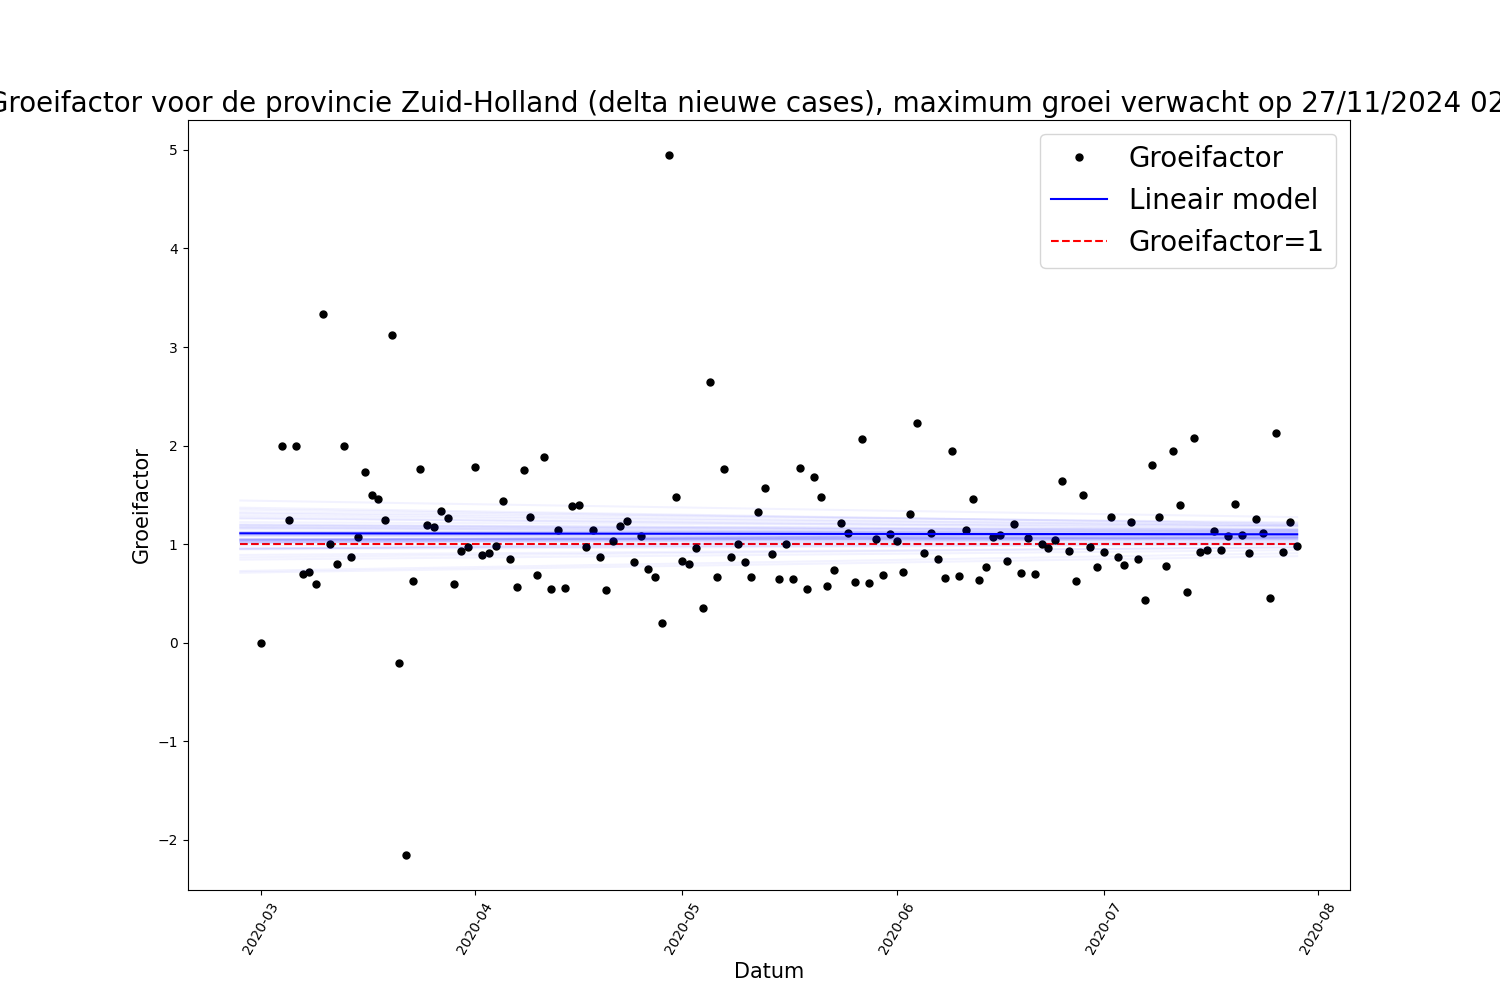 Groeifactor voor de provincie Zuid-Holland (delta nieuwe cases), maximum groei verwacht op 27/11/2024 02
Groeifactor
Lineair model
Groeifactor=1
5
4
3
2
1
0
−1
−2
Groeifactor
2020-03
2020-04
2020-05
2020-06
2020-07
2020-08
Datum